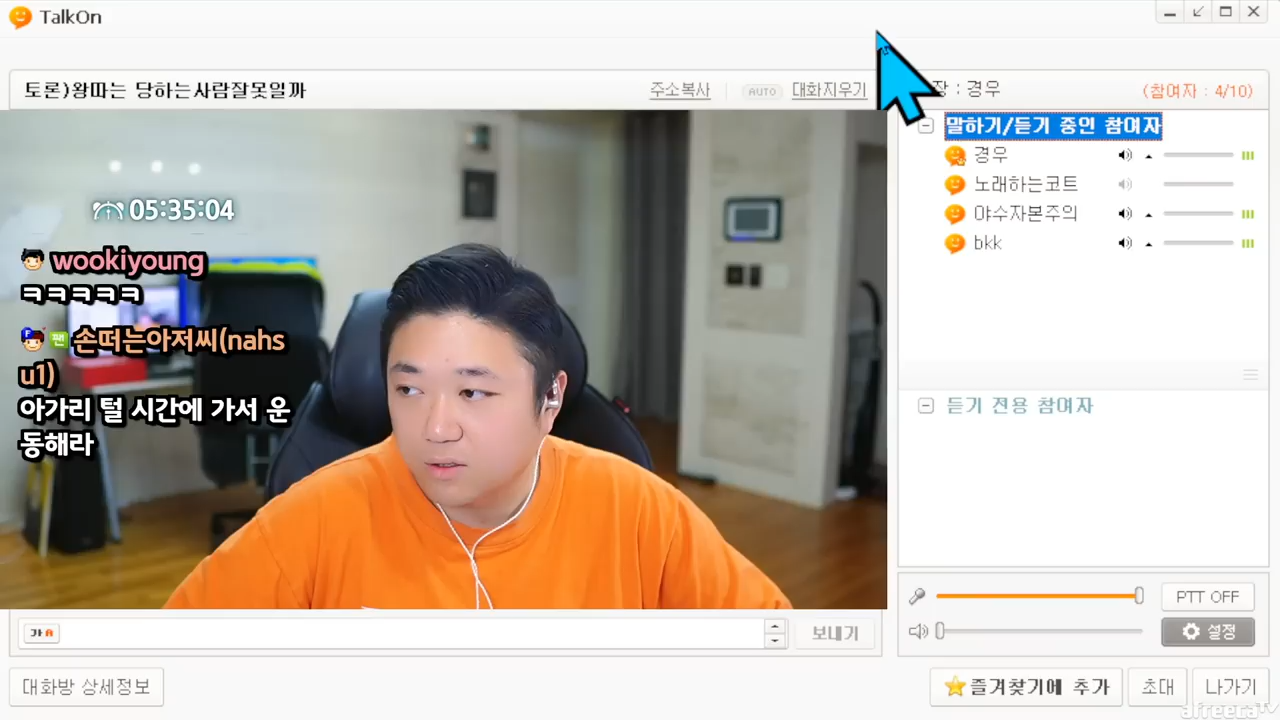 TalkOn
토론)왕따는 당하는사람잘못일까
주소복사
AUTO
대화지우기
장 : 경우
(참여자 : 4/10)
말하기/듣기 중인 참여자
경우
노래하는코트
야수자본주의
bkk
05:35:04
wookiyoung
ㅋㅋㅋㅋㅋ
팬 손떠는아저씨(nahs
u1)
아가리 털 시간에 가서 운
동해라
듣기 전용 참여자
PTT OFF
설정
가A
보내기
대화방 상세정보
즐겨찾기에 추가
초대
나가기
afreecaTV